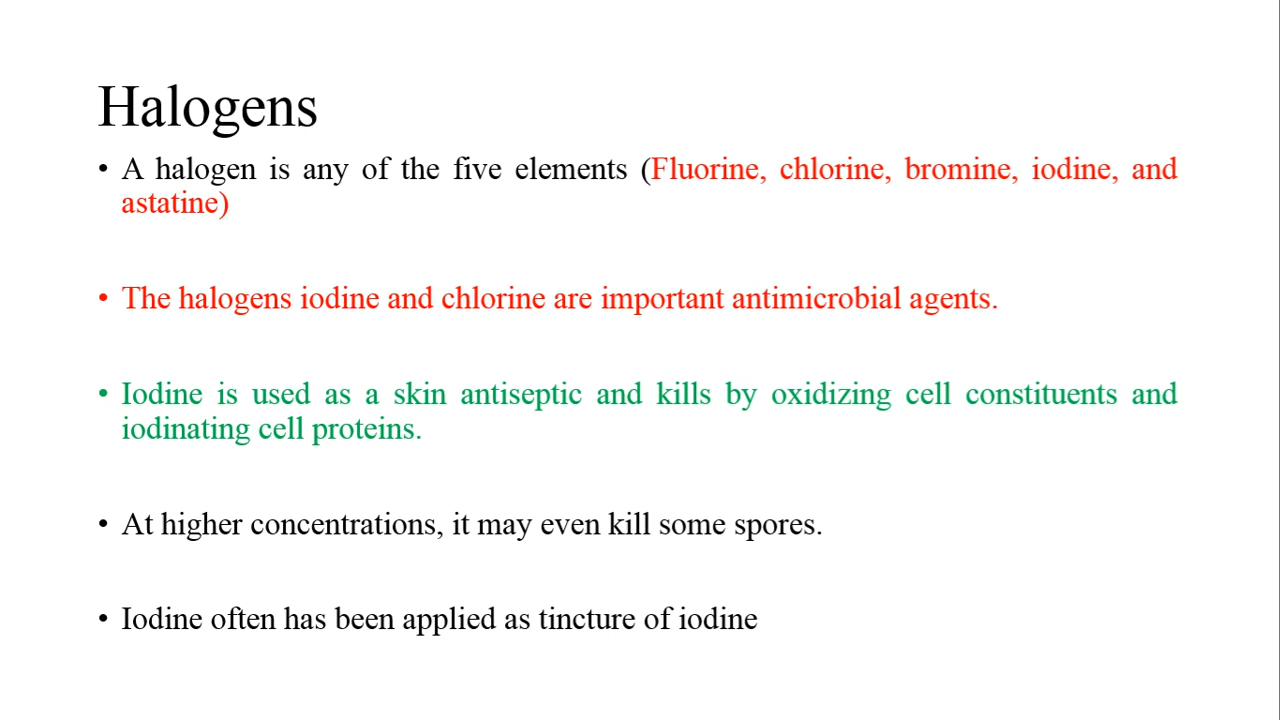 Halogens
• A halogen is any of the five elements (Fluorine, chlorine, bromine, iodine, and
astatine)
• The halogens iodine and chlorine are important antimicrobial agents.
• Iodine is used as a skin antiseptic and kills by oxidizing cell constituents and
iodinating cell proteins.
• At higher concentrations, it may even kill some spores.
• Iodine often has been applied as tincture of iodine